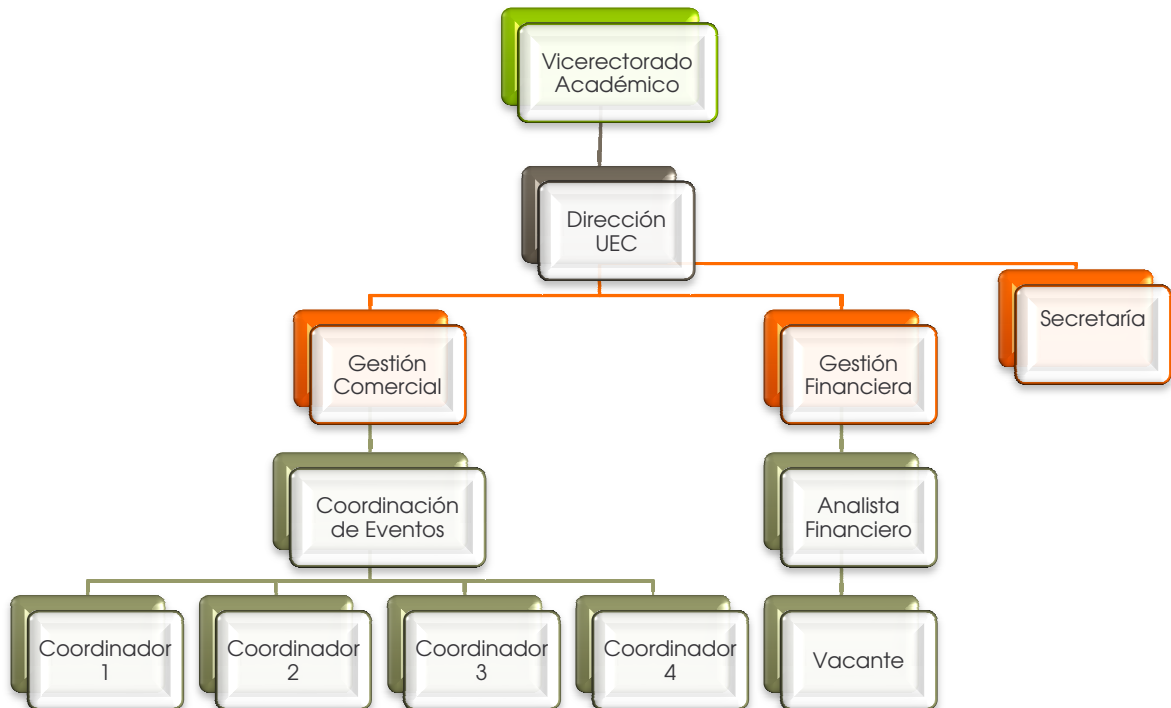 Vicerectorado
Académico
Dirección
UEC
Secretaría
Gestión
Comercial
Gestión
Financiera
Coordinación
de Eventos
Analista
Financiero
Coordinador
1
Coordinador
2
Coordinador
3
Coordinador
4
Vacante